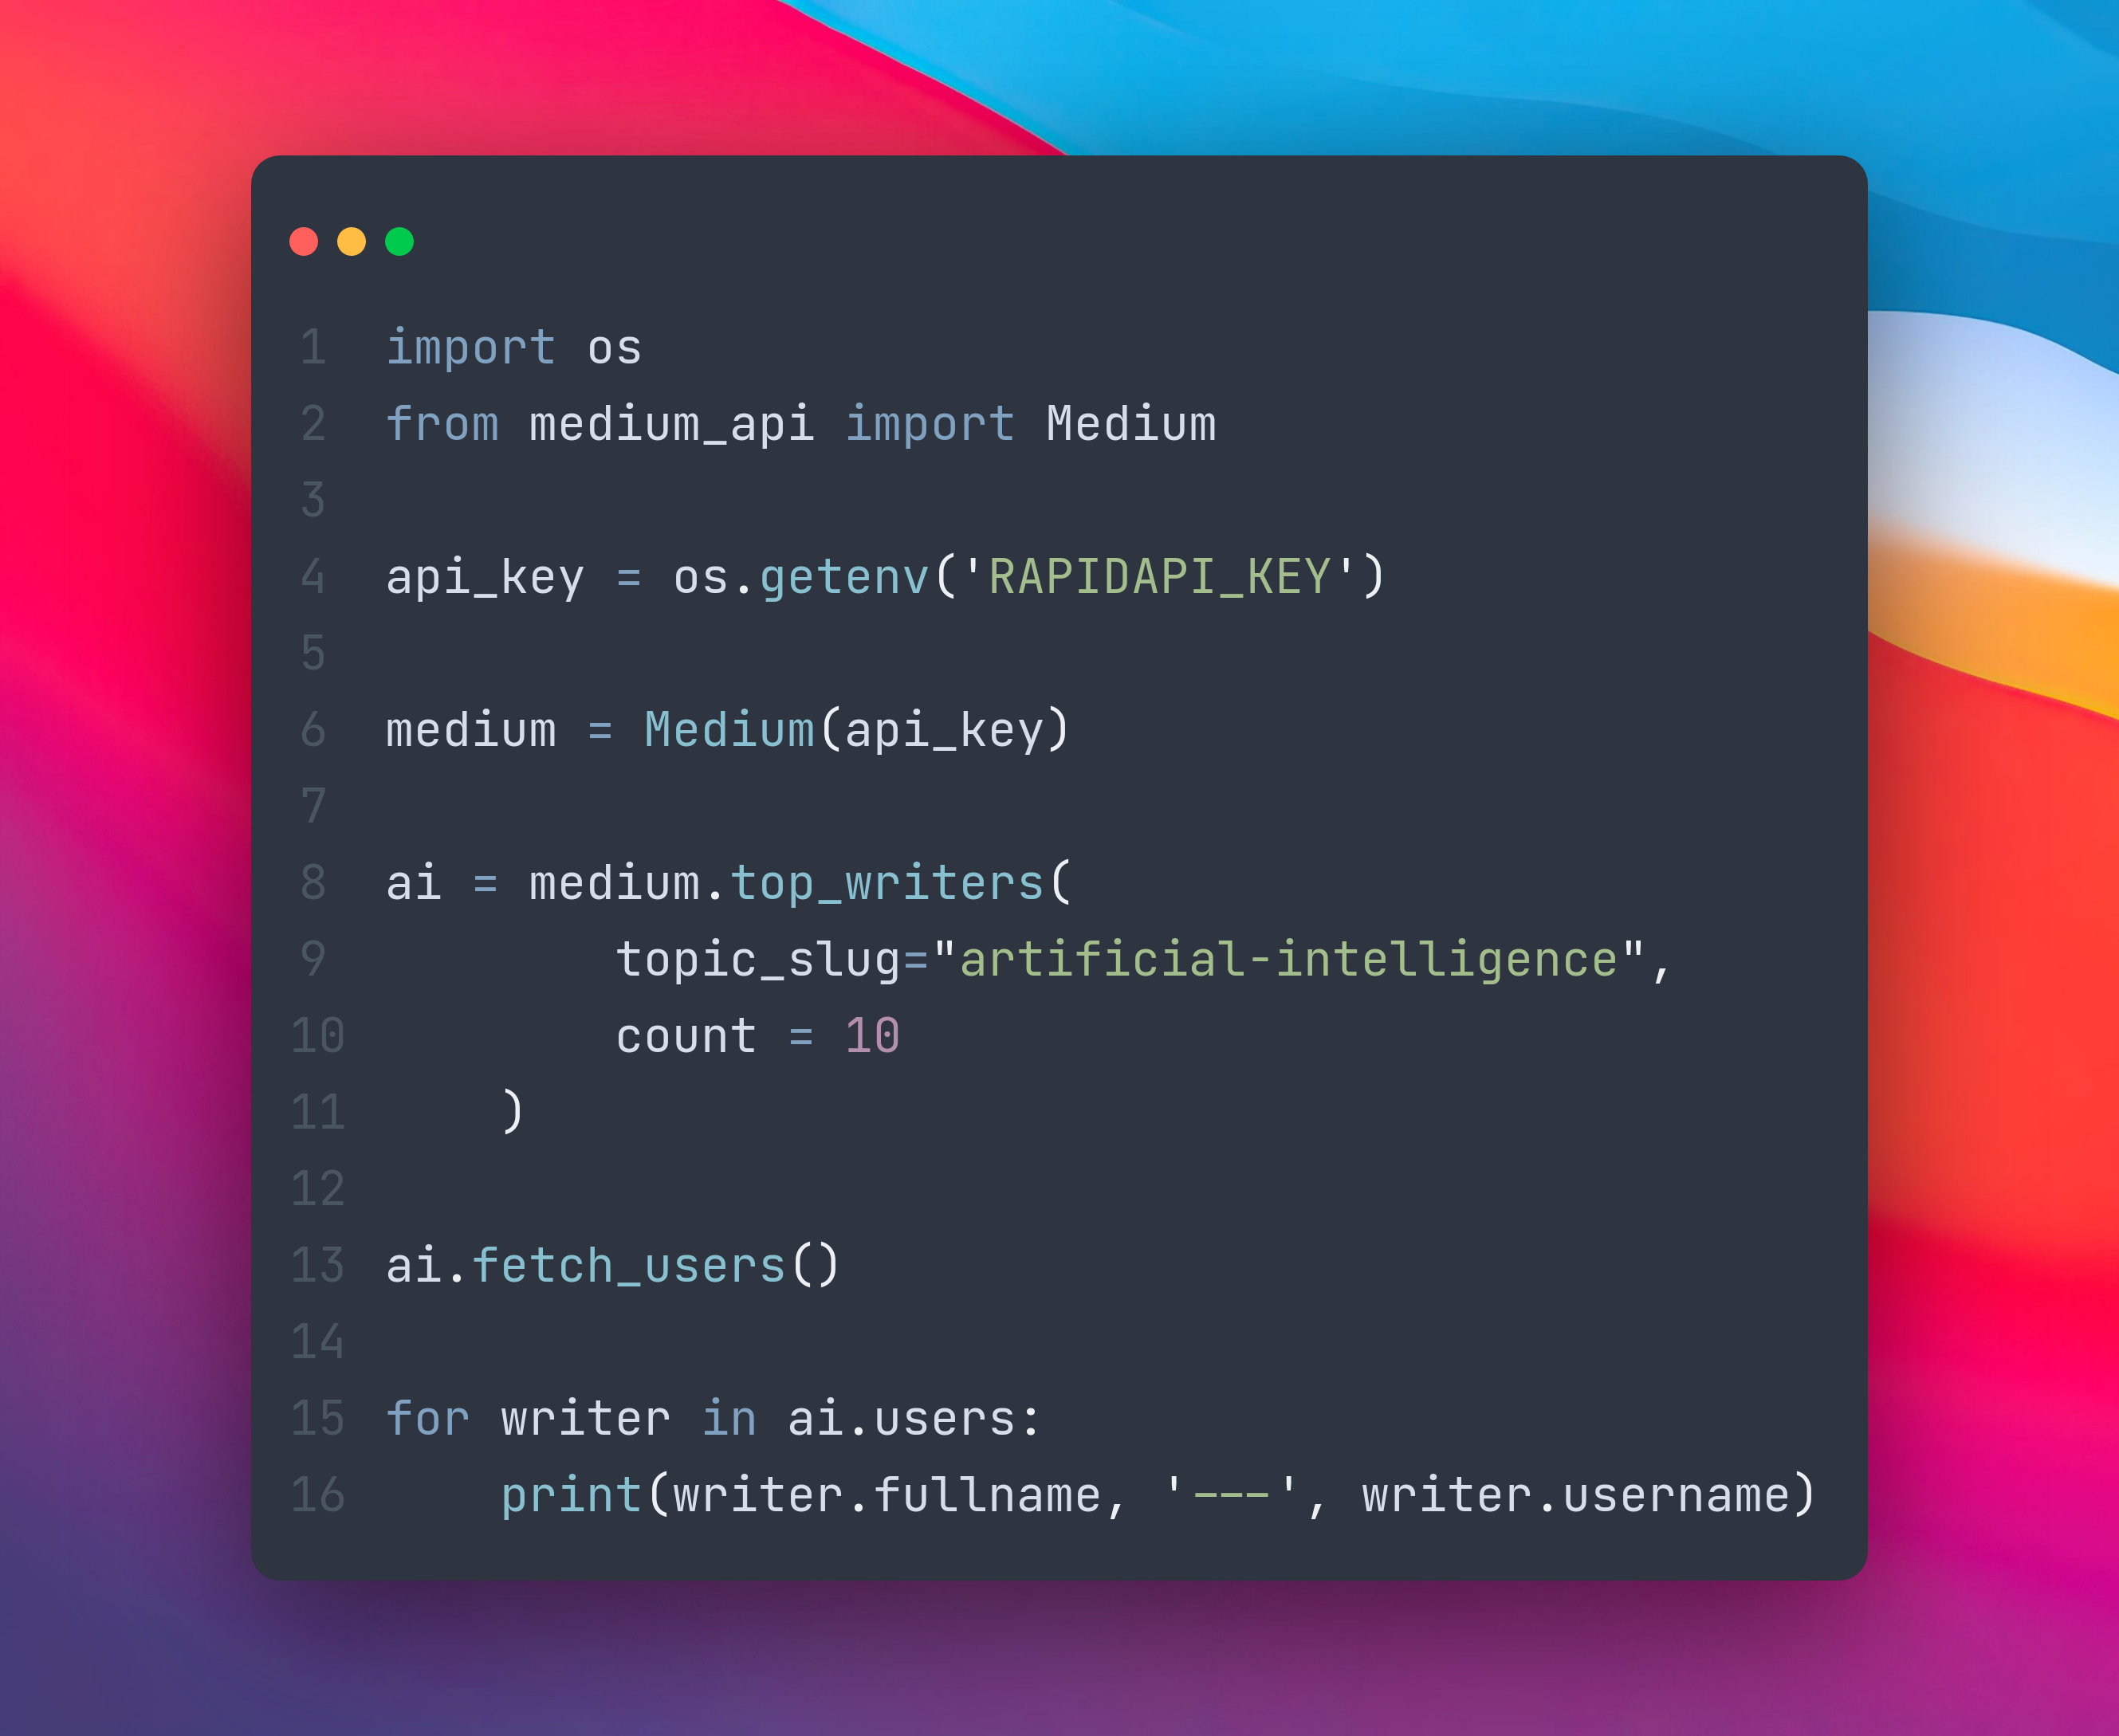 1 import os
2 from medium_api import Medium
3
4 api_key = os.getenv('RAPIDAPI_KEY')
5
6 medium = Medium(api_key)
7
8 ai = medium.top_writers(
9         topic_slug="artificial-intelligence",
10         count = 10
11     )
12
13 ai.fetch_users()
14
15 for writer in ai.users:
16     print(writer.fullname, '---', writer.username)